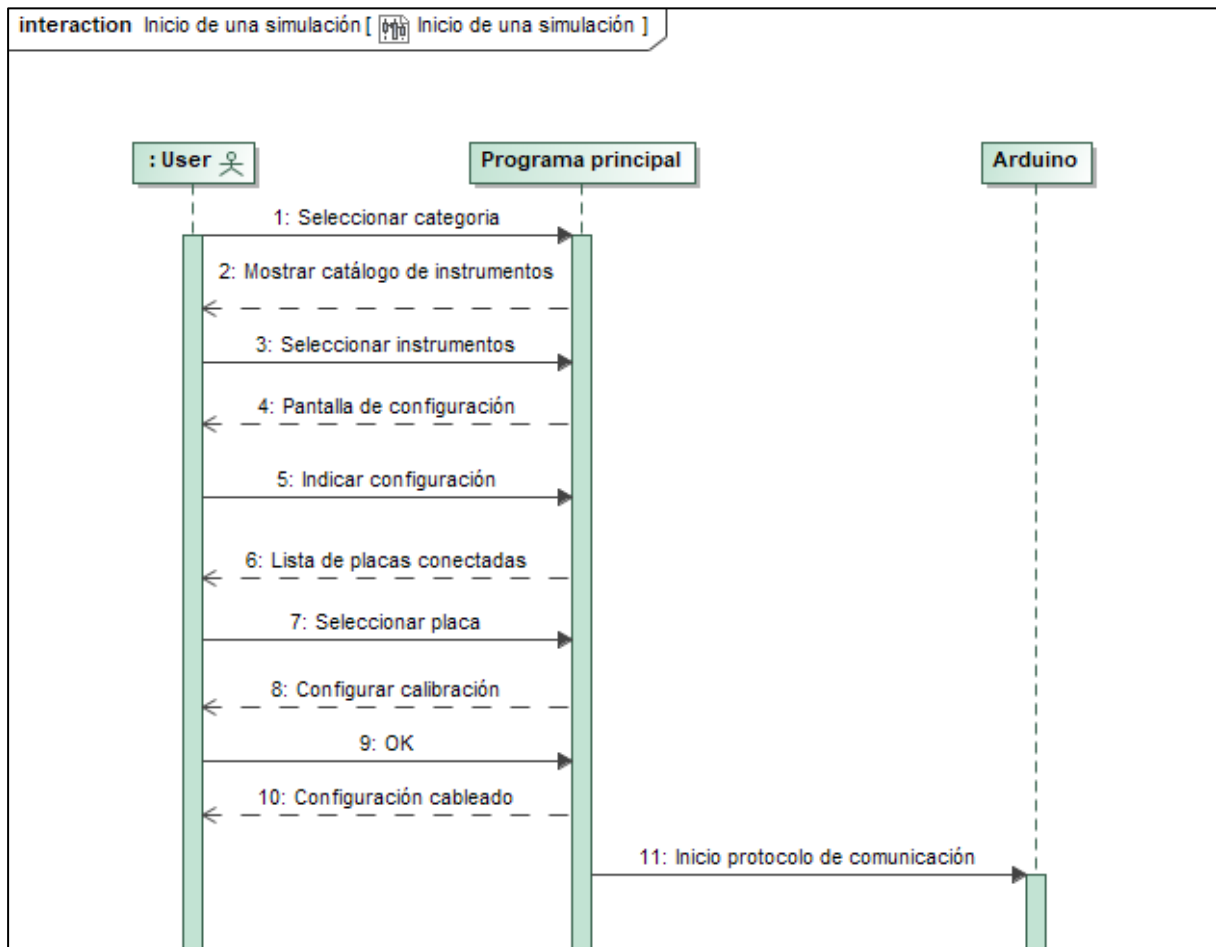 interaction Inicio de una simulación [ Inicio de una simulación ]
: User
Programa principal
Arduino
1: Seleccionar categoria
2: Mostrar catálogo de instrumentos
3: Seleccionar instrumentos
4: Pantalla de configuración
5: Indicar configuración
6: Lista de placas conectadas
7: Seleccionar placa
8: Configurar calibración
9: OK
10: Configuración cableado
11: Inicio protocolo de comunicación